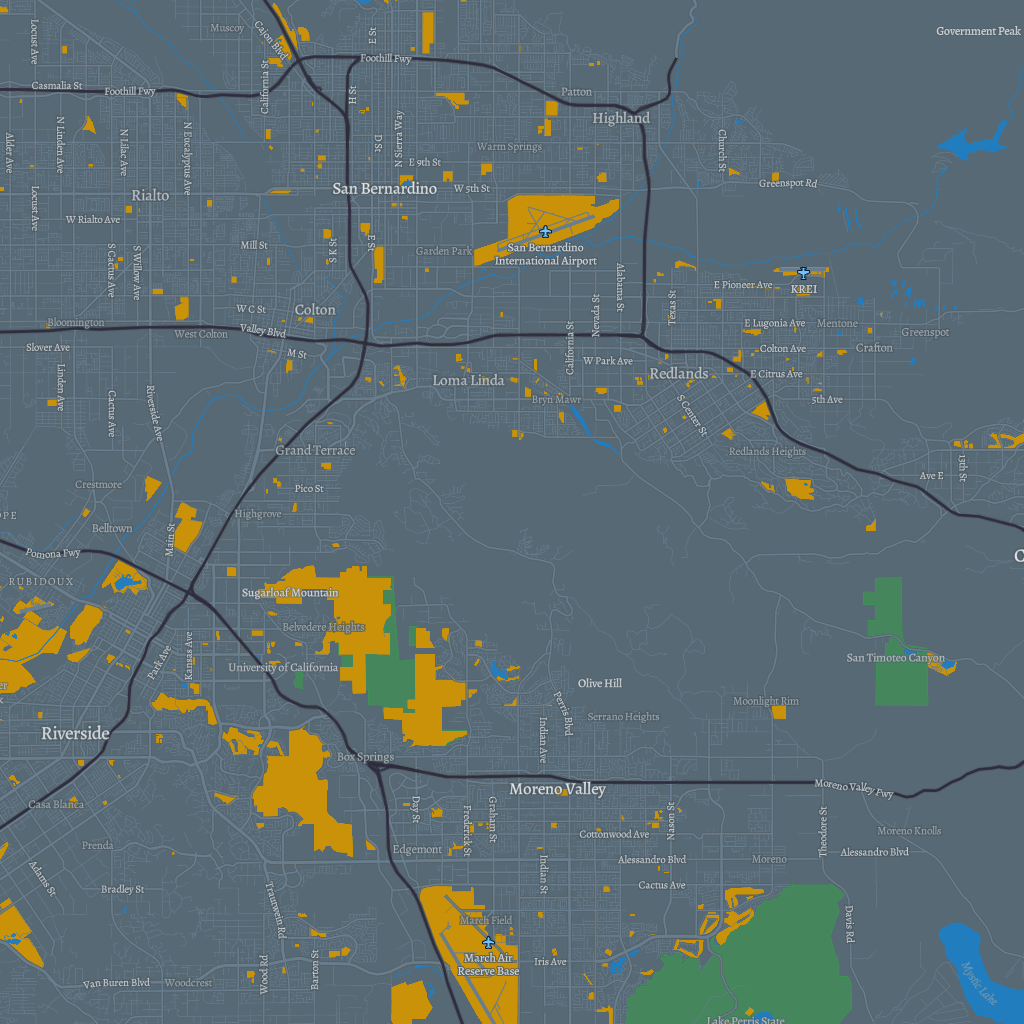 Muscoy
Locust Ave
Cajon Blvd
E St
Government Peak
Foothill Fwy
Casmalia St
Foothill Fwy
California St
H St
Patton
Highland
Alder Ave
N Linden Ave
N Lilac Ave
N Eucalyptus Ave
D St
N Sierra Way
Warm Springs
Church St
E 9th St
San Bernardino
W 5th St
Greenspot Rd
Rialto
Locust Ave
W Rialto Ave
Mill St
S K St
E St
Garden Park
San Bernardino
International Airport
S Cactus Ave
S Willow Ave
Alabama St
E Pioneer Ave
KREI
Texas St
Nevada St
W C St
Colton
Bloomington
West Colton
Valley Blvd
E Lugonia Ave
Mentone
Greenspot
California St
Slover Ave
M St
W Park Ave
Colton Ave
Crafton
Loma Linda
Redlands
E Citrus Ave
Linden Ave
Cactus Ave
Riverside Ave
Bryn Mawr
S Center St
5th Ave
Grand Terrace
Redlands Heights
Ave E
13th St
Crestmore
Pico St
Highgrove
OPE
Belltown
Main St
Pomona Fwy
C
RUBIDOUX
Sugarloaf Mountain
Belvedere Heights
Kansas Ave
Park Ave
University of California
San Timoteo Canyon
Olive Hill
Perris Blvd
Moonlight Rim
Serrano Heights
Indian Ave
Riverside
Box Springs
Moreno Valley
Moreno Valley Fwy
Casa Blanca
Day St
Frederick St
Graham St
Nason St
Theodore St
Cottonwood Ave
Moreno Knolls
Prenda
Edgemont
Alessandro Blvd
Moreno
Alessandro Blvd
Adams St
Indian St
Bradley St
Cactus Ave
Trautwein Rd
March Field
Davis Rd
March Air
Reserve Base
Iris Ave
Wood Rd
Barton St
Van Buren Blvd
Woodcrest
Mystic Lake
Lake Perris State